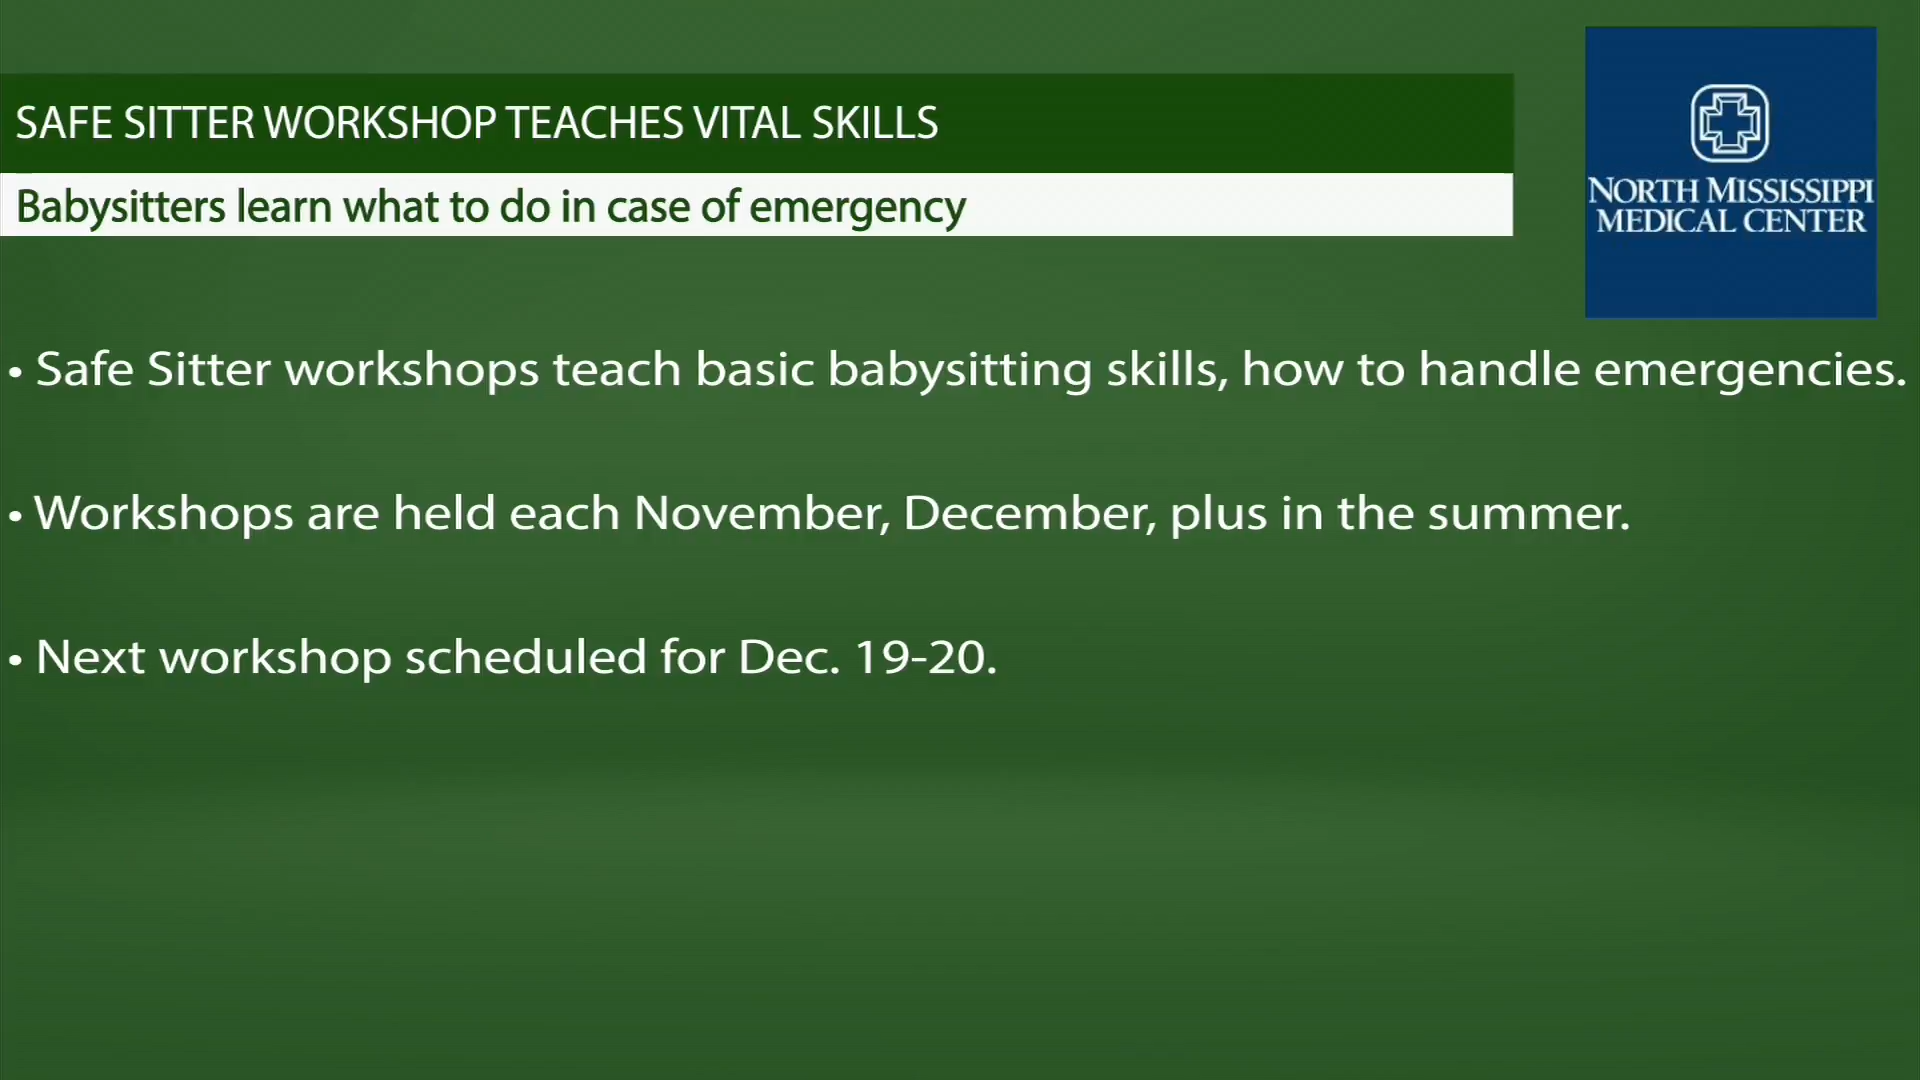 SAFE SITTER WORKSHOP TEACHES VITAL SKILLS
Babysitters learn what to do in case of emergency
NORTH MISSISSIPPI
MEDICAL CENTER
• Safe Sitter workshops teach basic babysitting skills, how to handle emergencies.
• Workshops are held each November, December, plus in the summer.
• Next workshop scheduled for Dec. 19-20.